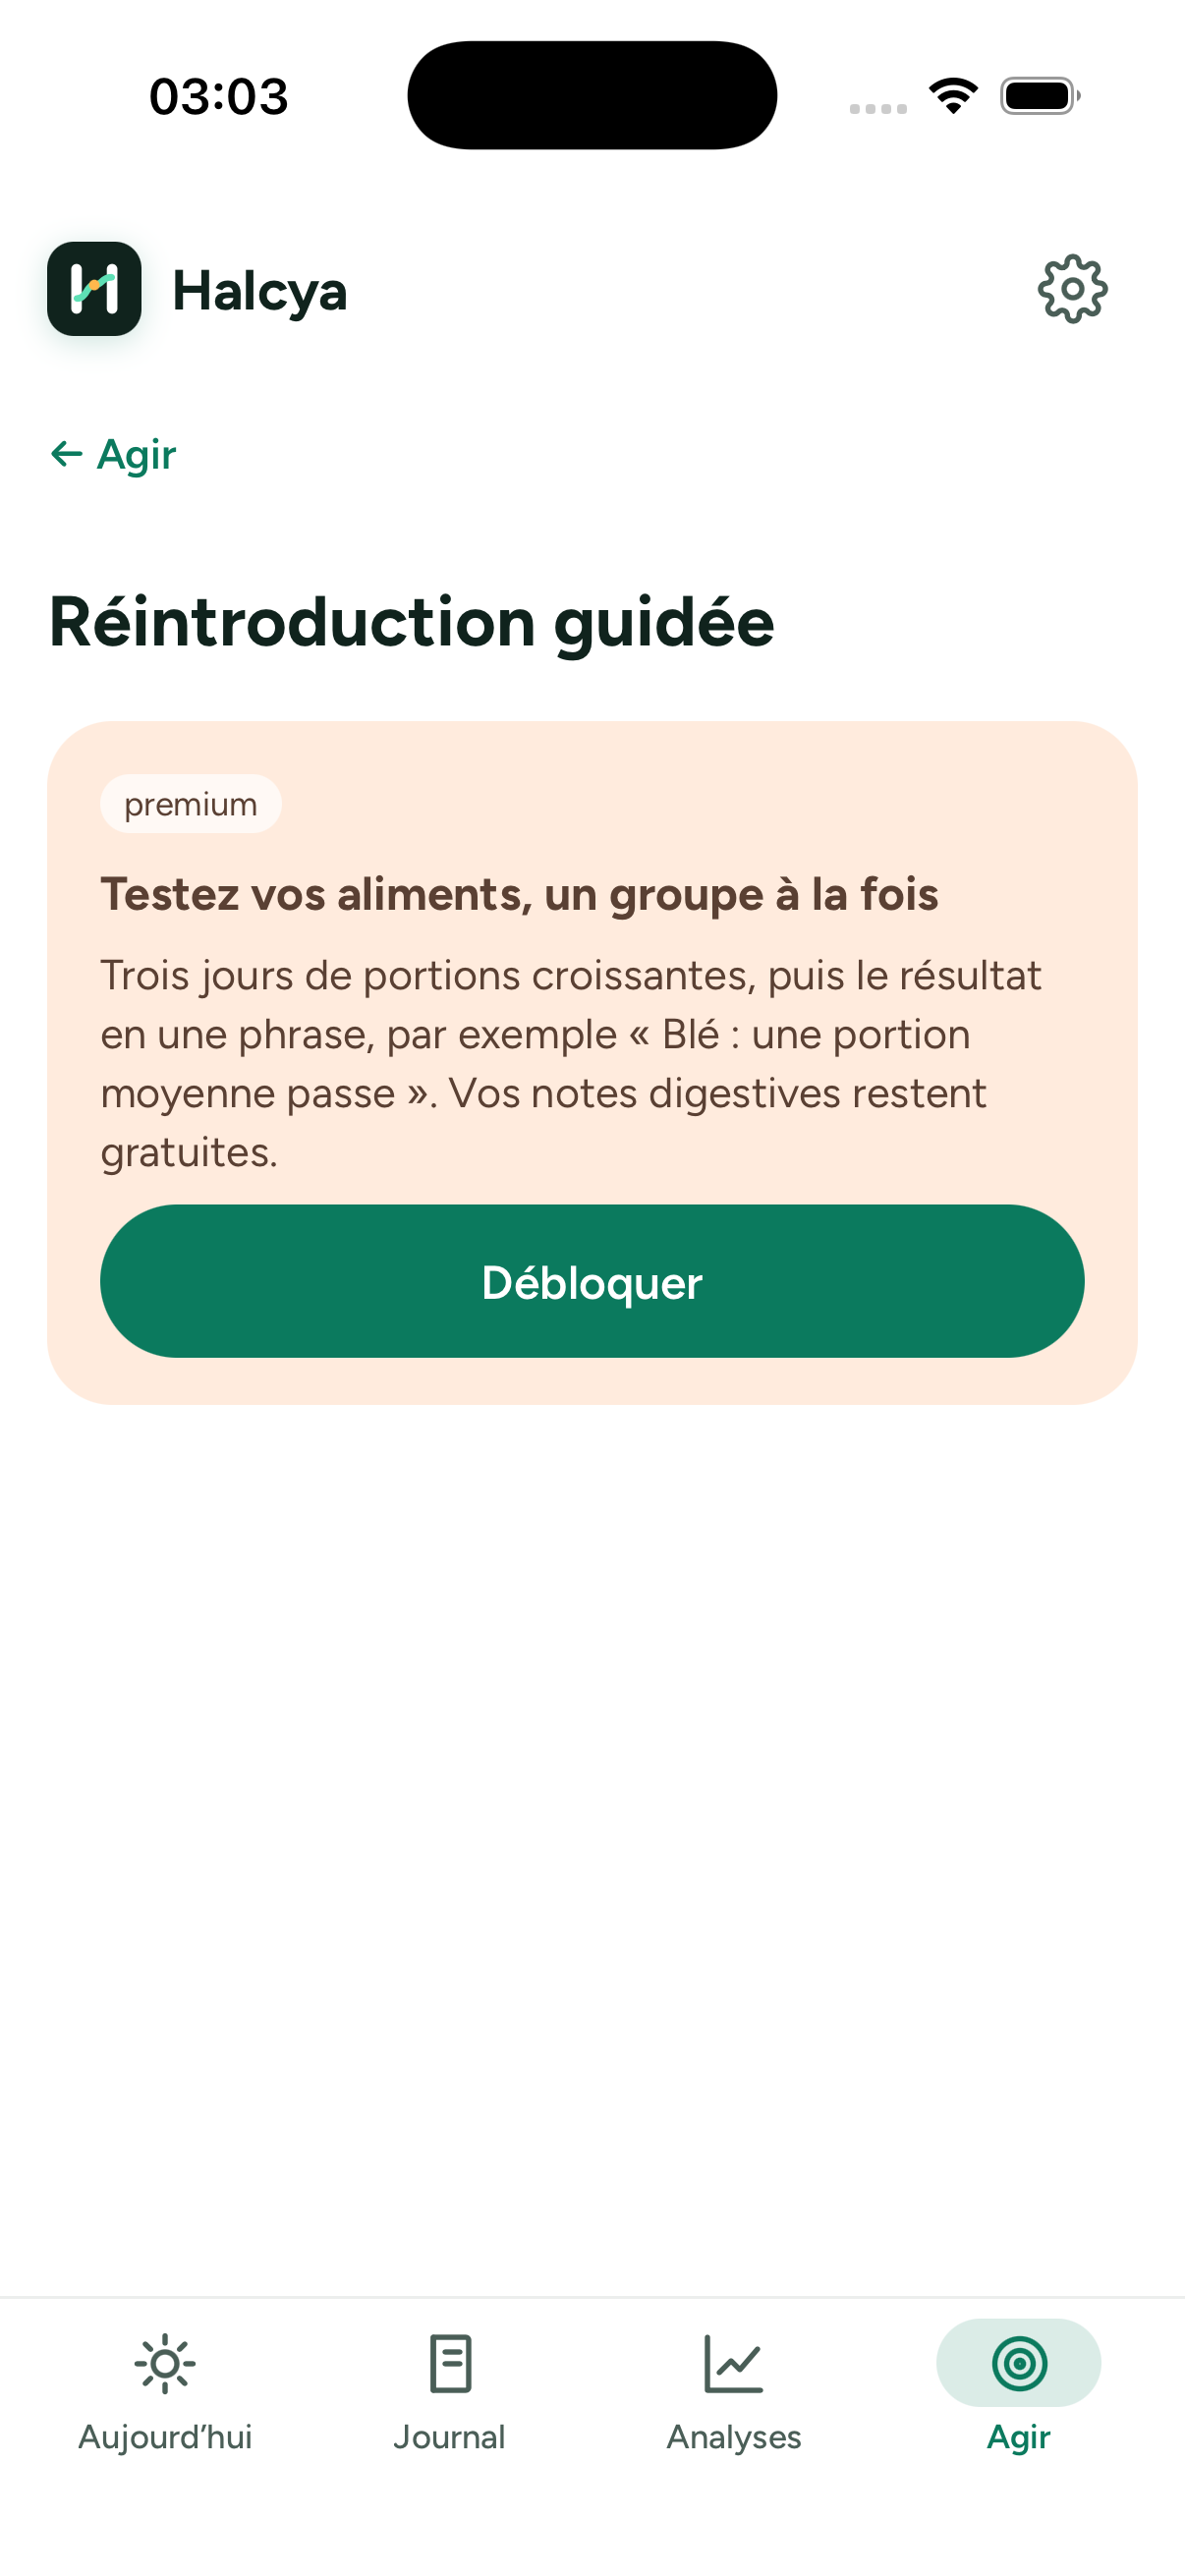 03:03
Halcya
← Agir
Réintroduction guidée
premium
Testez vos aliments, un groupe à la fois
Trois jours de portions croissantes, puis le résultat
en une phrase, par exemple « Blé : une portion
moyenne passe ». Vos notes digestives restent
gratuites.
Débloquer
Aujourd’hui
Journal
Analyses
Agir